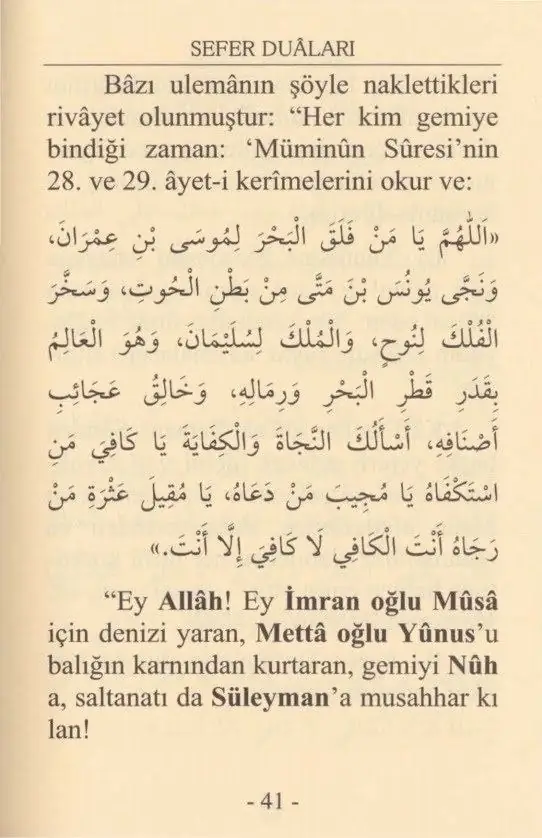 SEFER DUÂLARI
Bâzı ulemânın şöyle naklettikleri
rivâyet olunmuştur: “Her kim gemiye
bindiği zaman: ‘Müminûn Sûresi’nin
28. ve 29. âyet-i kerîmelerini okur ve:
«اَللّٰهُمَّ يَا مَنْ فَلَقَ الْبَحْرَ لِمُوسَى بْنِ عِمْرَانَ،
وَنَجَّى يُونُسَ بْنَ مَتَّى مِنْ بَطْنِ الْحُوتِ، وَسَخَّرَ
الْفُلْكَ لِنُوحٍ، وَالْمُلْكَ لِسُلَيْمَانَ، وَهُوَ الْعَالِمُ
بِقَدَرِ قَطْرِ الْبَحْرِ وَرِمَالِهِ، وَخَالِقُ عَجَائِبِ
أَصْنَافِهِ، أَسْأَلُكَ النَّجَاةَ وَالْكِفَايَةَ يَا كَافِيَ مَنِ
اسْتَكْفَاهُ يَا مُجِيبَ مَنْ دَعَاهُ، يَا مُقِيلَ عَثْرَةِ مَنْ
رَجَاهُ أَنْتَ الْكَافِي لَا كَافِيَ إِلَّا أَنْتَ.»
“Ey Allâh! Ey İmran oğlu Mûsâ
için denizi yaran, Mettâ oğlu Yûnus’u
balığın karnından kurtaran, gemiyi Nûh
a, saltanatı da Süleyman’a musahhar kı
lan!
- 41 -